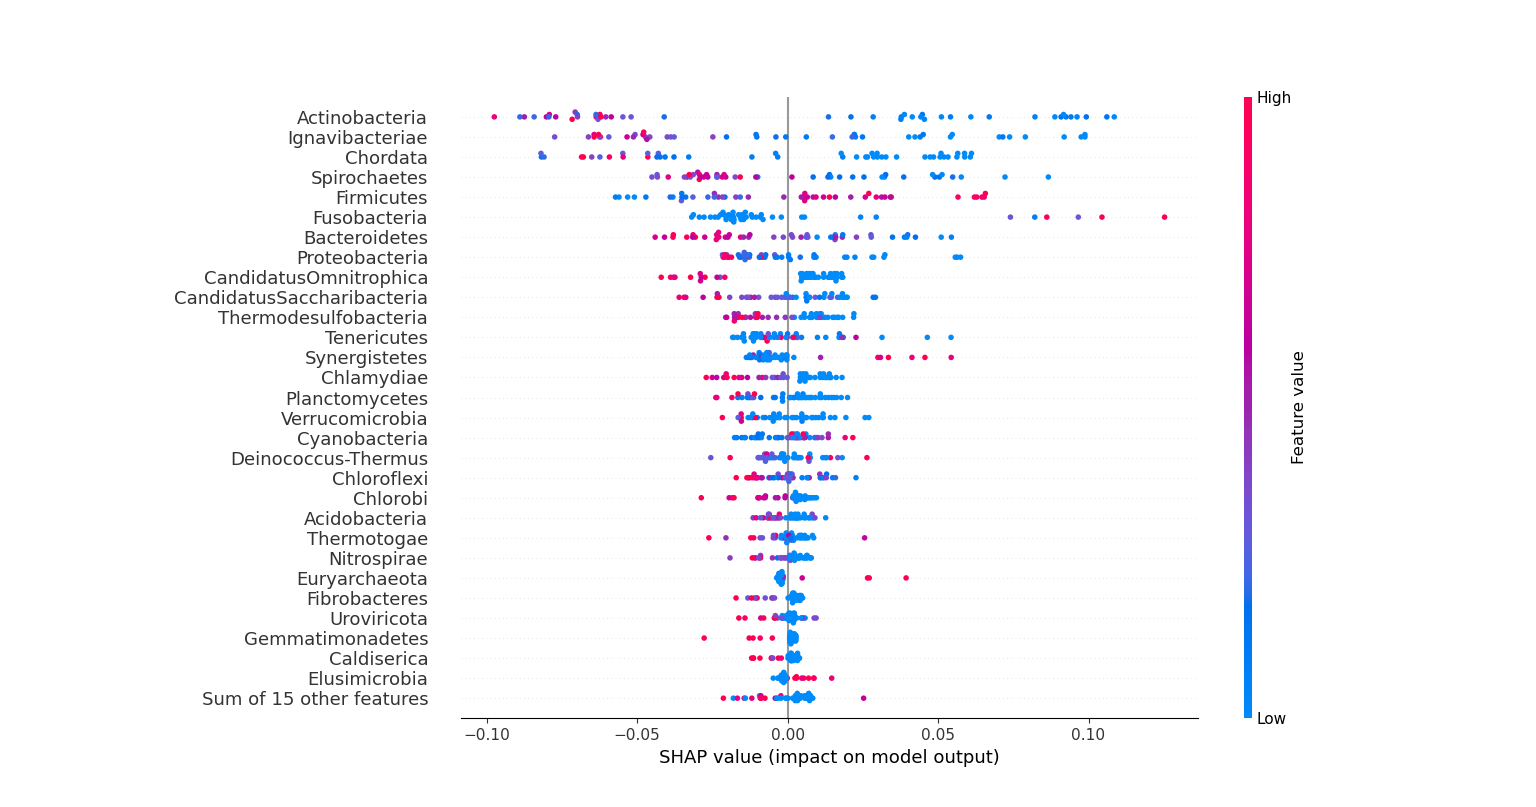 High
Actinobacteria
Ignavibacteriae
Chordata
Spirochaetes
Firmicutes
Fusobacteria
Bacteroidetes
Proteobacteria
CandidatusOmnitrophica
CandidatusSaccharibacteria
Thermodesulfobacteria
Tenericutes
Synergistetes
Chlamydiae
Planctomycetes
Verrucomicrobia
Cyanobacteria
Deinococcus-Thermus
Chloroflexi
Chlorobi
Acidobacteria
Thermotogae
Nitrospirae
Euryarchaeota
Fibrobacteres
Uroviricota
Gemmatimonadetes
Caldiserica
Elusimicrobia
Sum of 15 other features
Feature value
Low
−0.10 −0.05 0.00 0.05 0.10
SHAP value (impact on model output)